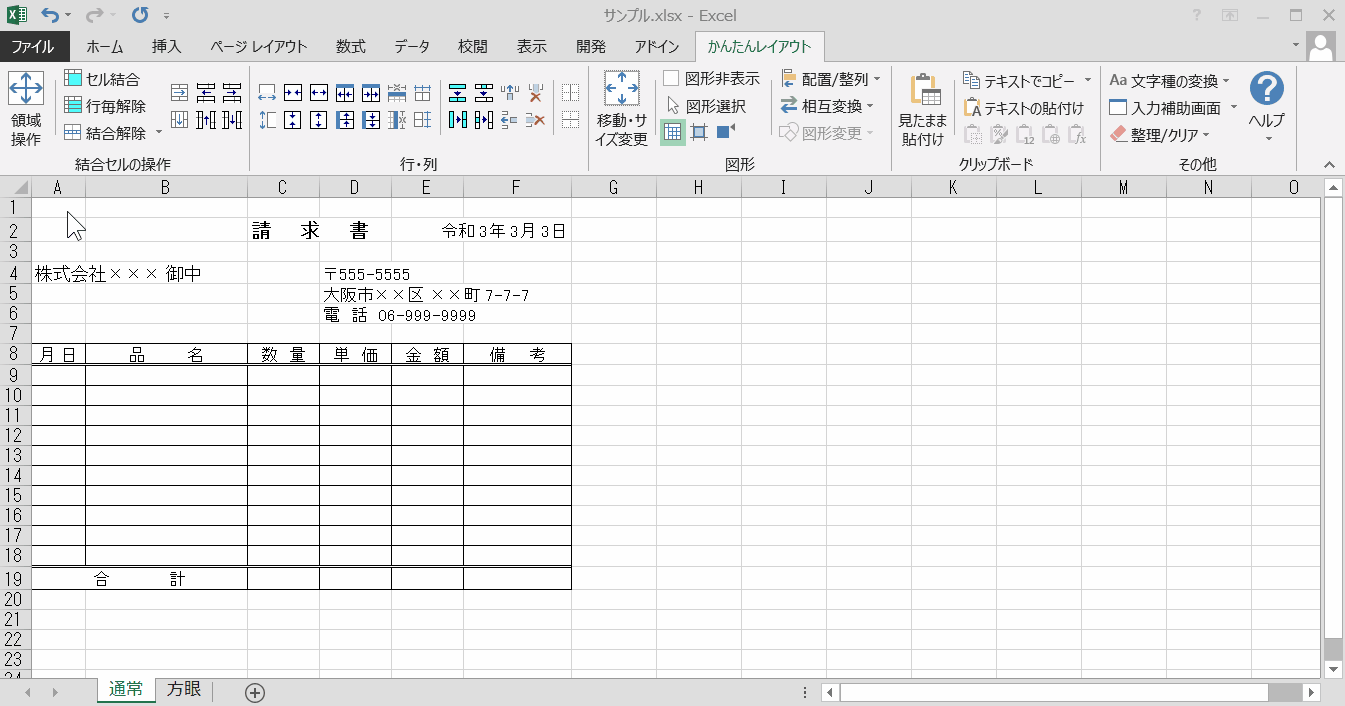 サンプル.xlsx - Excel
ファイル ホーム 挿入 ページ レイアウト 数式 データ 校閲 表示 開発 アドイン かんたんレイアウト
領域操作
セル結合
行毎解除
結合解除
結合セルの操作
行・列
移動・サイズ変更
図形非表示
図形選択
配置/整列
相互変換
図形変更
図形
見たまま貼付け
テキストでコピー
テキストの貼付け
クリップボード
Aa 文字種の変換
入力補助画面
整理/クリア
ヘルプ
その他
A B C D E F G H I J K L M N O
1
2 請 求 書 令和3年3月3日
3
4 株式会社××× 御中 〒555-5555
5 大阪市××区 ××町 7-7-7
6 電 話 06-999-9999
7
8 月 日 品 名 数 量 単 価 金 額 備 考
9
10
11
12
13
14
15
16
17
18
19 合 計
20
21
22
23
24
通常 方眼